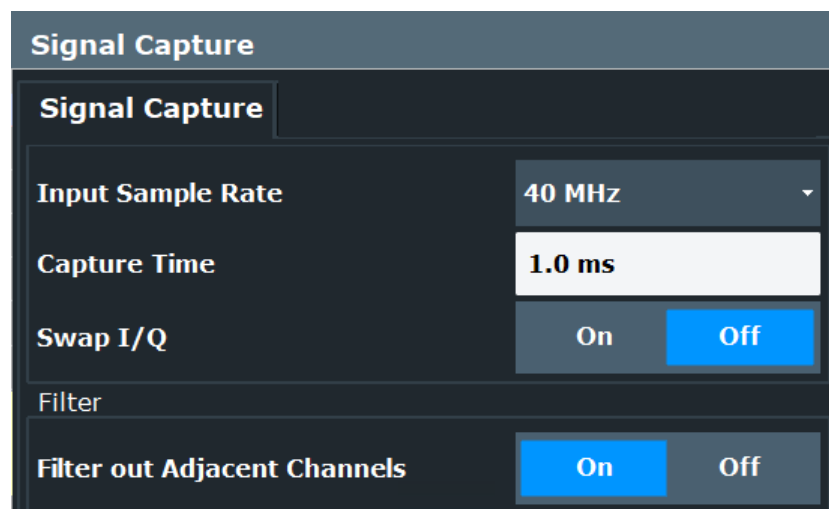 Signal Capture
Signal Capture
Input Sample Rate 40 MHz
Capture Time 1.0 ms
Swap I/Q On Off
Filter
Filter out Adjacent Channels On Off